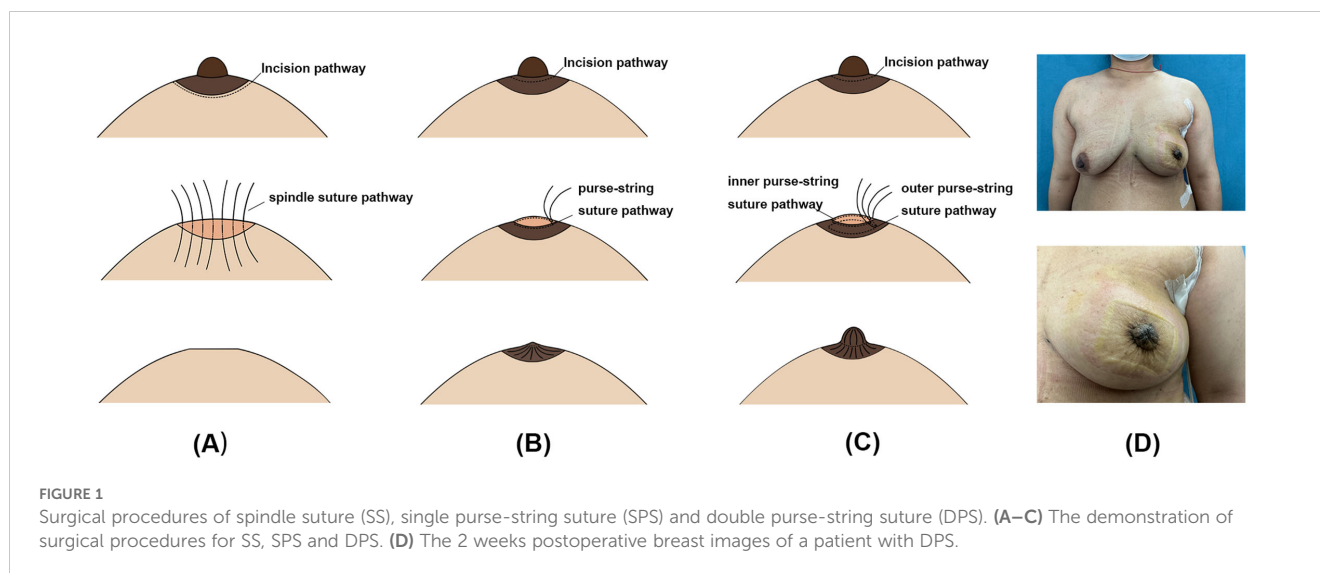 Incision pathway
Incision pathway
Incision pathway
spindle suture pathway
purse-string
suture pathway
inner purse-string
suture pathway
outer purse-string
suture pathway
(A)
(B)
(C)
(D)
FIGURE 1
Surgical procedures of spindle suture (SS), single purse-string suture (SPS) and double purse-string suture (DPS). (A–C) The demonstration of
surgical procedures for SS, SPS and DPS. (D) The 2 weeks postoperative breast images of a patient with DPS.